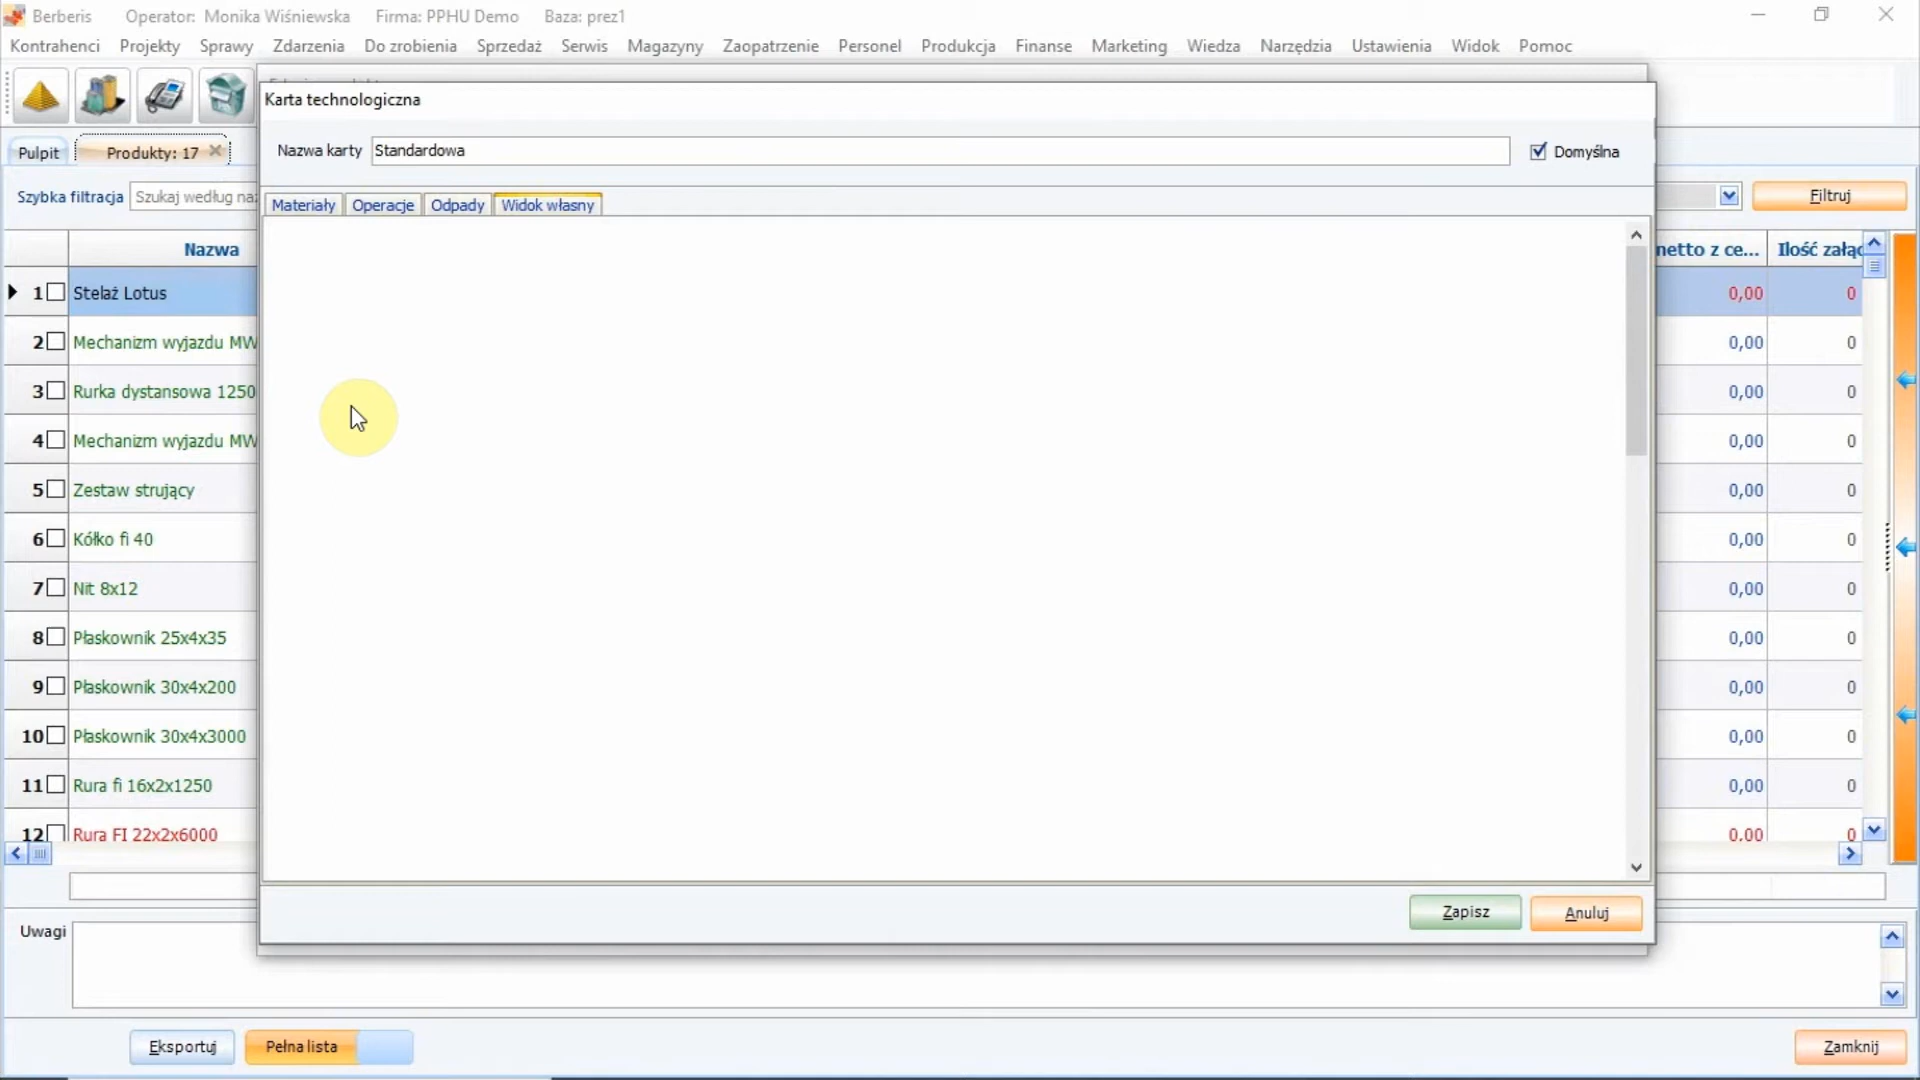 Berberis Operator: Monika Wiśniewska Firma: PPHU Demo Baza: prez1
Kontrahenci Projekty Sprawy Zdarzenia Do zrobienia Sprzedaż Serwis Magazyny Zaopatrzenie Personel Produkcja Finanse Marketing Wiedza Narzędzia Ustawienia Widok Pomoc
Karta technologiczna
Nazwa karty Standardowa Domyślna
Pulpit Produkty: 17
Szybka filtracja Szukaj według naz Filtruj
Materiały Operacje Odpady Widok własny
Nazwa netto z ce... Ilość załąc
1 Stelaż Lotus 0,00 0
2 Mechanizm wyjazdu MW 0,00 0
3 Rurka dystansowa 1250 0,00 0
4 Mechanizm wyjazdu MW 0,00 0
5 Zestaw strujący 0,00 0
6 Kółko fi 40 0,00 0
7 Nit 8x12 0,00 0
8 Płaskownik 25x4x35 0,00 0
9 Płaskownik 30x4x200 0,00 0
10 Płaskownik 30x4x3000 0,00 0
11 Rura fi 16x2x1250 0,00 0
12 Rura FI 22x2x6000 0.00 0
Zapisz Anuluj
Uwagi
Eksportuj Pełna lista Zamknij